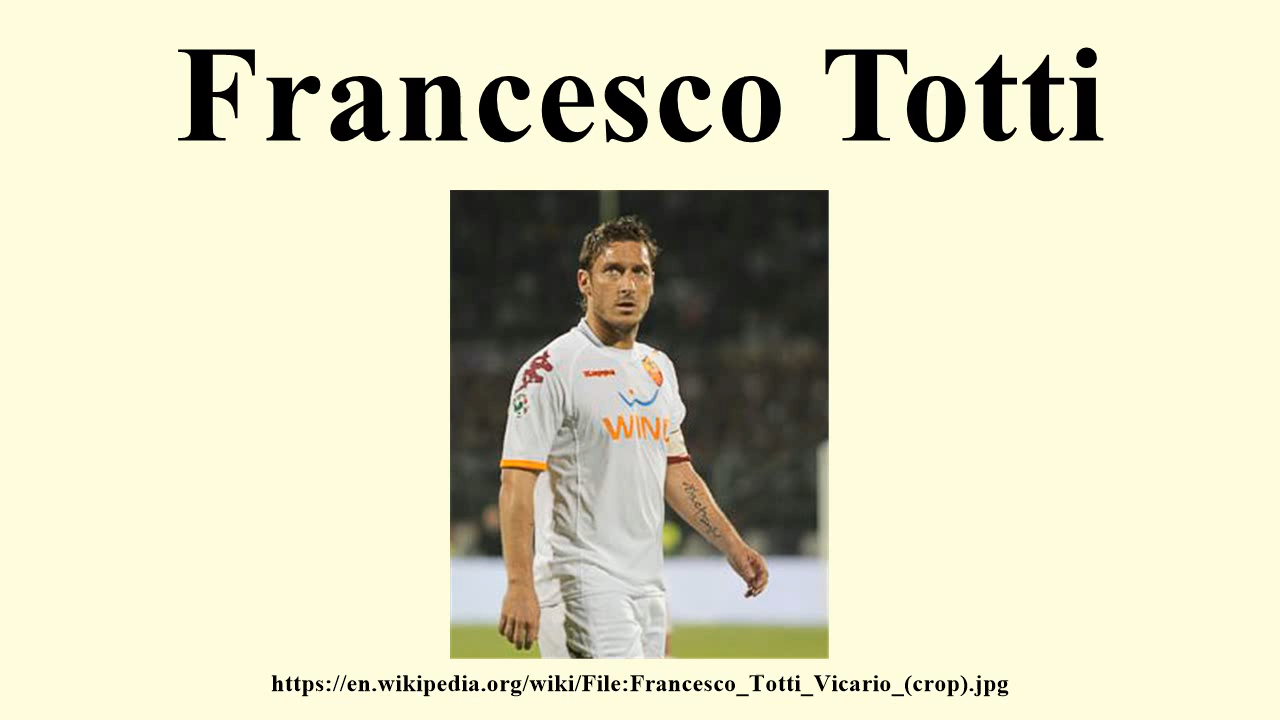 Francesco Totti
Kappa
WIND
https://en.wikipedia.org/wiki/File:Francesco_Totti_Vicario_(crop).jpg